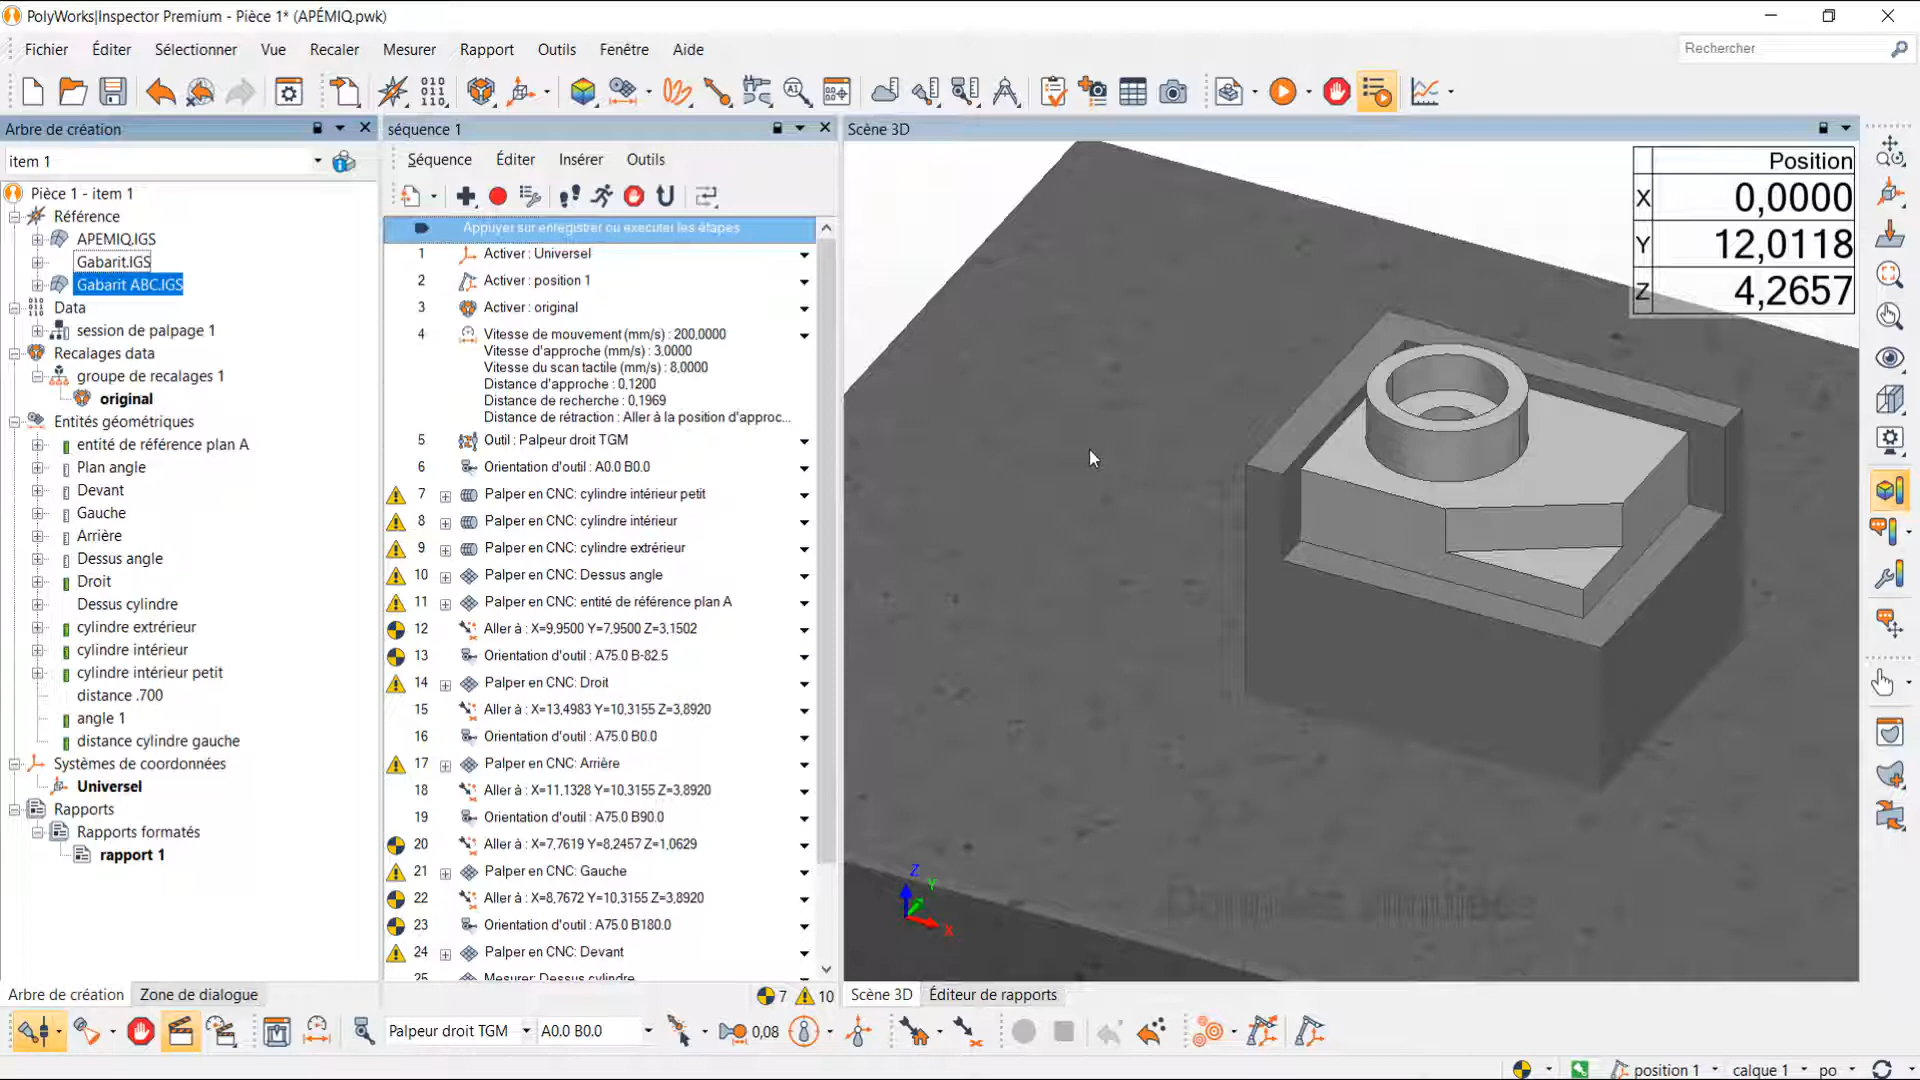 PolyWorks|Inspector Premium - Pièce 1* (APÉMIQ.pwk)
Fichier Éditer Sélectionner Vue Recaler Mesurer Rapport Outils Fenêtre Aide
Rechercher
Arbre de création
item 1
Pièce 1 - item 1
Référence
APEMIQ.IGS
Gabarit.IGS
Gabarit ABC.IGS
Data
session de palpage 1
Recalages data
groupe de recalages 1
original
Entités géométriques
entité de référence plan A
Plan angle
Devant
Gauche
Arrière
Dessus angle
Droit
Dessus cylindre
cylindre extérieur
cylindre intérieur
cylindre intérieur petit
distance .700
angle 1
distance cylindre gauche
Systèmes de coordonnées
Universel
Rapports
Rapports formatés
rapport 1
Arbre de création Zone de dialogue
séquence 1
Séquence Éditer Insérer Outils
Appuyer sur enregistrer ou exécuter les étapes
1 Activer : Universel
2 Activer : position 1
3 Activer : original
4 Vitesse de mouvement (mm/s) : 200,0000
Vitesse d'approche (mm/s) : 3,0000
Vitesse du scan tactile (mm/s) : 8,0000
Distance d'approche : 0,1200
Distance de recherche : 0,1969
Distance de rétraction : Aller à la position d'approc...
5 Outil : Palpeur droit TGM
6 Orientation d'outil : A0.0 B0.0
7 Palper en CNC: cylindre intérieur petit
8 Palper en CNC: cylindre intérieur
9 Palper en CNC: cylindre extérieur
10 Palper en CNC: Dessus angle
11 Palper en CNC: entité de référence plan A
12 Aller à : X=9,9500 Y=7,9500 Z=3,1502
13 Orientation d'outil : A75.0 B-82.5
14 Palper en CNC: Droit
15 Aller à : X=13,4983 Y=10,3155 Z=3,8920
16 Orientation d'outil : A75.0 B0.0
17 Palper en CNC: Arrière
18 Aller à : X=11,1328 Y=10,3155 Z=3,8920
19 Orientation d'outil : A75.0 B90.0
20 Aller à : X=7,7619 Y=8,2457 Z=1,0629
21 Palper en CNC: Gauche
22 Aller à : X=8,7672 Y=10,3155 Z=3,8920
23 Orientation d'outil : A75.0 B180.0
24 Palper en CNC: Devant
25 Mesurer: Dessus cylindre
7 10
Scène 3D
Position
X 0,0000
Y 12,0118
Z 4,2657
Z
Y
X
Scène 3D Éditeur de rapports
Palpeur droit TGM A0.0 B0.0 0,08
position 1 calque 1 po